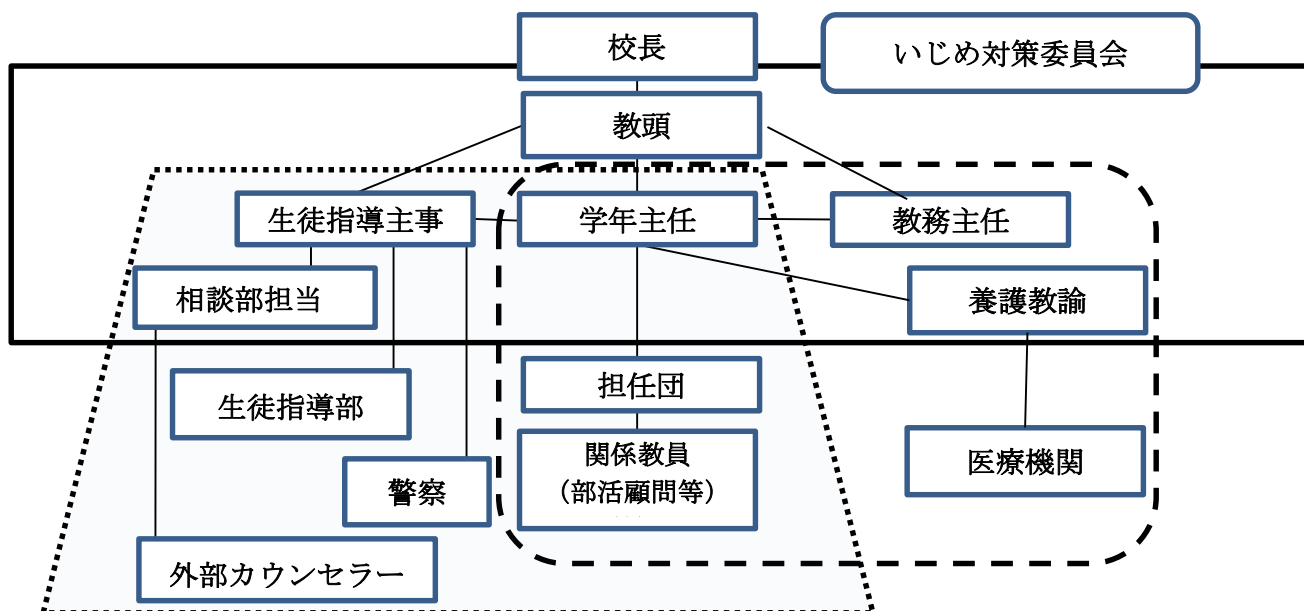 校長
いじめ対策委員会
教頭
生徒指導主事
学年主任
教務主任
相談部担当
養護教諭
担任団
生徒指導部
関係教員
（部活顧問等）
医療機関
警察
外部カウンセラー